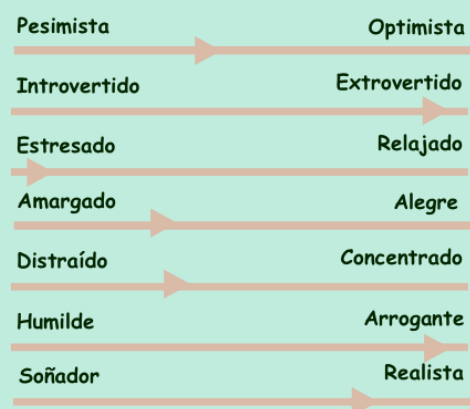 Pesimista Optimista
Introvertido Extrovertido
Estresado Relajado
Amargado Alegre
Distraído Concentrado
Humilde Arrogante
Soñador Realista